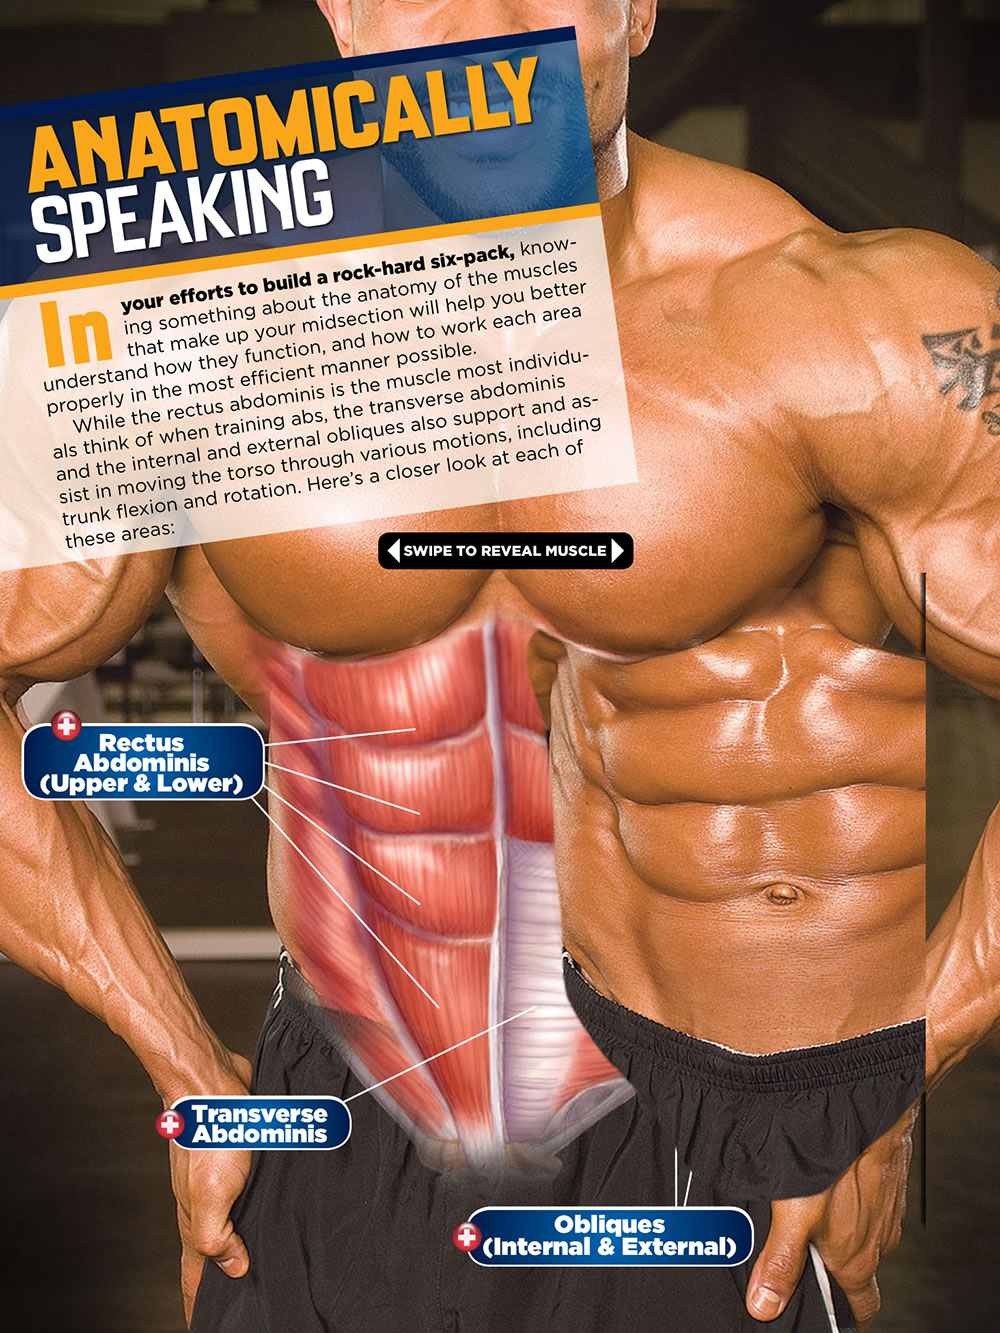 ANATOMICALLY
SPEAKING
In your efforts to build a rock-hard six-pack, know-
ing something about the anatomy of the muscles
that make up your midsection will help you better
understand how they function, and how to work each area
properly in the most efficient manner possible.
While the rectus abdominis is the muscle most individu-
als think of when training abs, the transverse abdominis
and the internal and external obliques also support and as-
sist in moving the torso through various motions, including
trunk flexion and rotation. Here’s a closer look at each of
these areas:
SWIPE TO REVEAL MUSCLE
Rectus
Abdominis
(Upper & Lower)
Transverse
Abdominis
Obliques
(Internal & External)